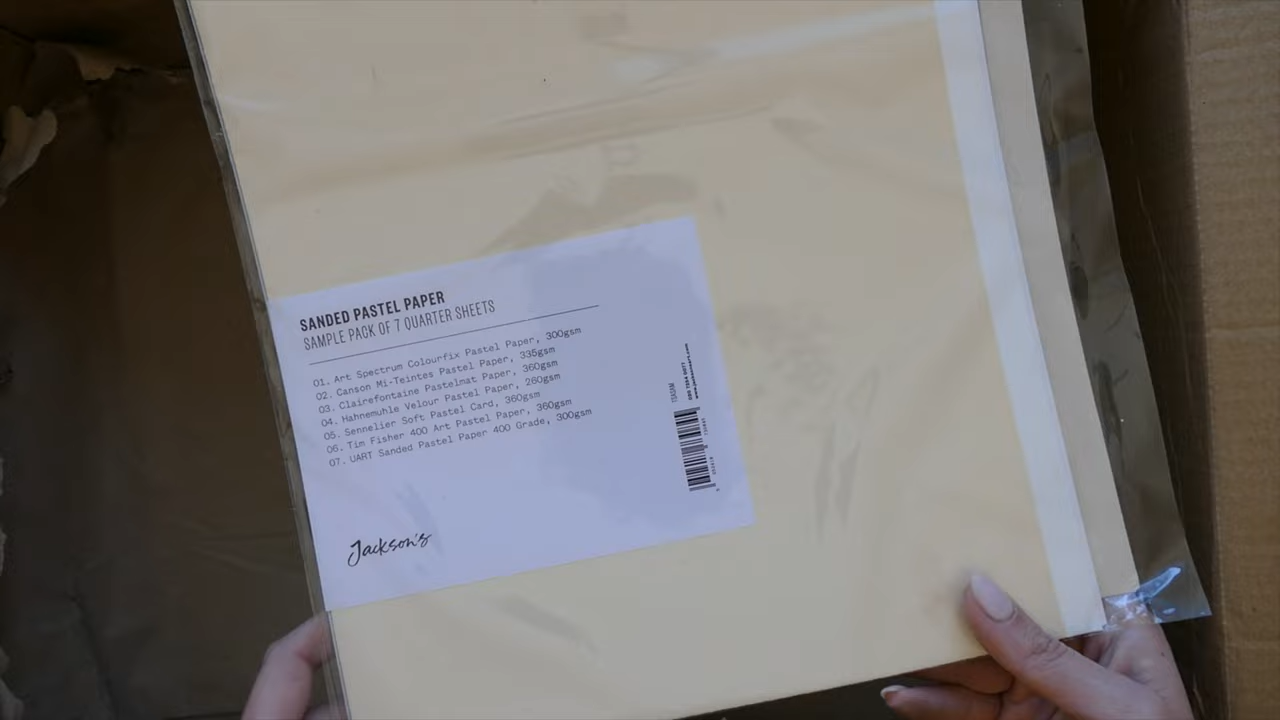 SANDED PASTEL PAPER
SAMPLE PACK OF 7 QUARTER SHEETS
01. Art Spectrum Colourfix Pastel Paper, 300gsm
02. Canson Mi-Teintes Pastel Paper, 335gsm
03. Clairefontaine Pastelmat Paper, 360gsm
04. Hahnemuhle Velour Pastel Paper, 260gsm
05. Sennelier Soft Pastel Card, 360gsm
06. Tim Fisher 400 Art Pastel Paper, 360gsm
07. UART Sanded Pastel Paper 400 Grade, 300gsm
Jackson's